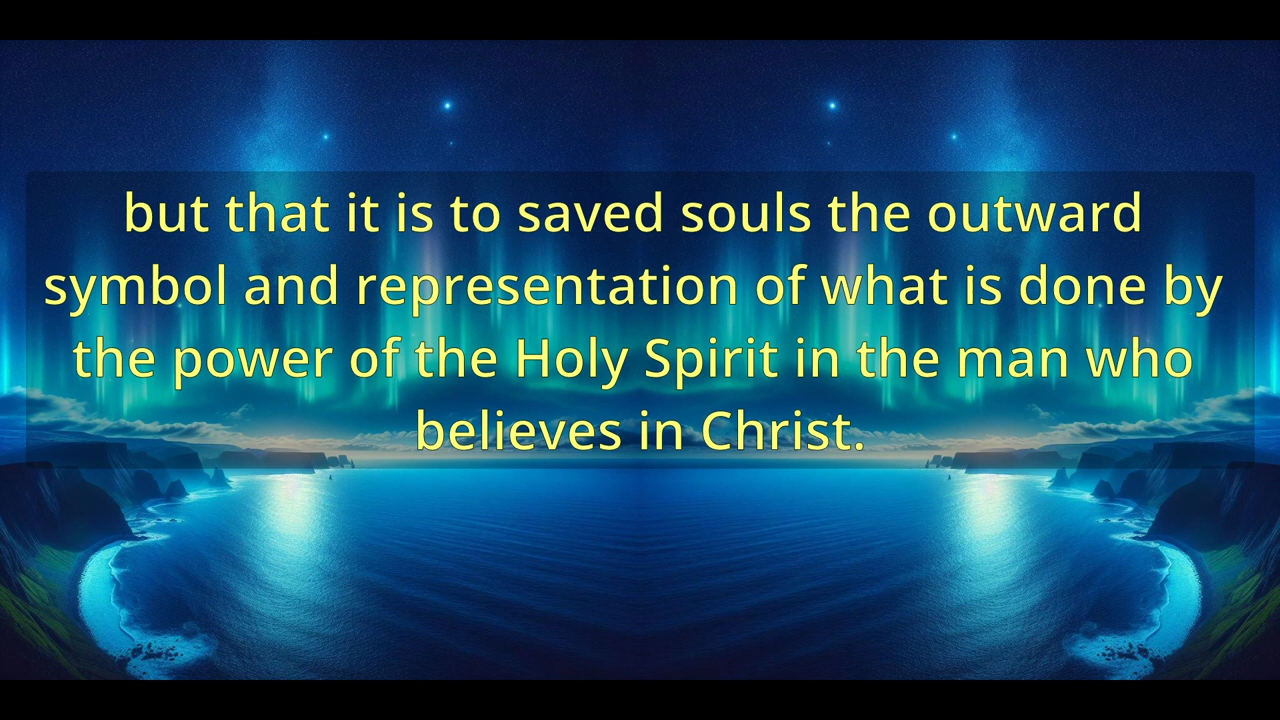 but that it is to saved souls the outward
symbol and representation of what is done by
the power of the Holy Spirit in the man who
believes in Christ.